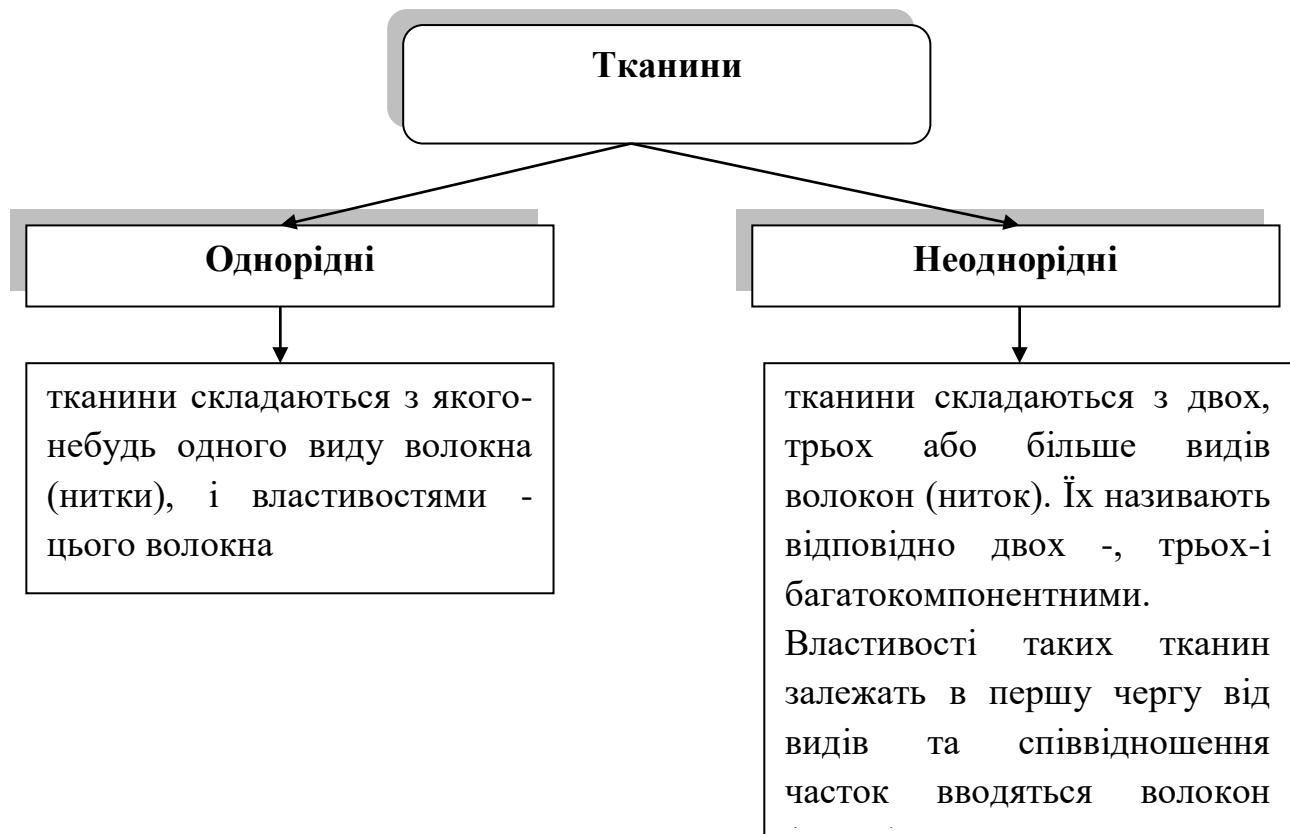 Тканини
Однорідні
Неоднорідні
тканини складаються з якого-
небудь одного виду волокна
(нитки), і властивостями -
цього волокна
тканини складаються з двох,
трьох або більше видів
волокон (ниток). Їх називають
відповідно двох -, трьох-і
багатокомпонентними.
Властивості таких тканин
залежать в першу чергу від
видів та співвідношення
часток вводяться волокон